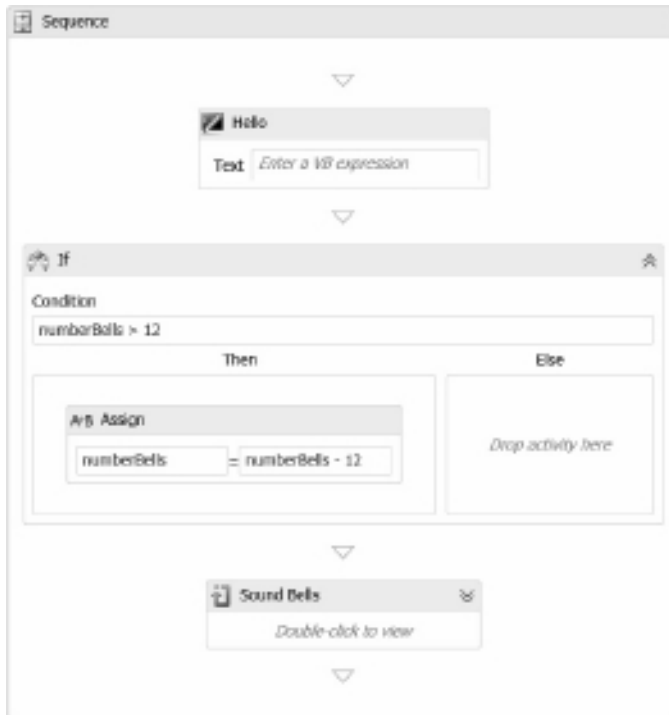 Sequence
Hello
Text Enter a VB expression
If
Condition
numberBells > 12
Then Else
A+B Assign
numberBells = numberBells - 12
Drop activity here
Sound Bells
Double-click to view